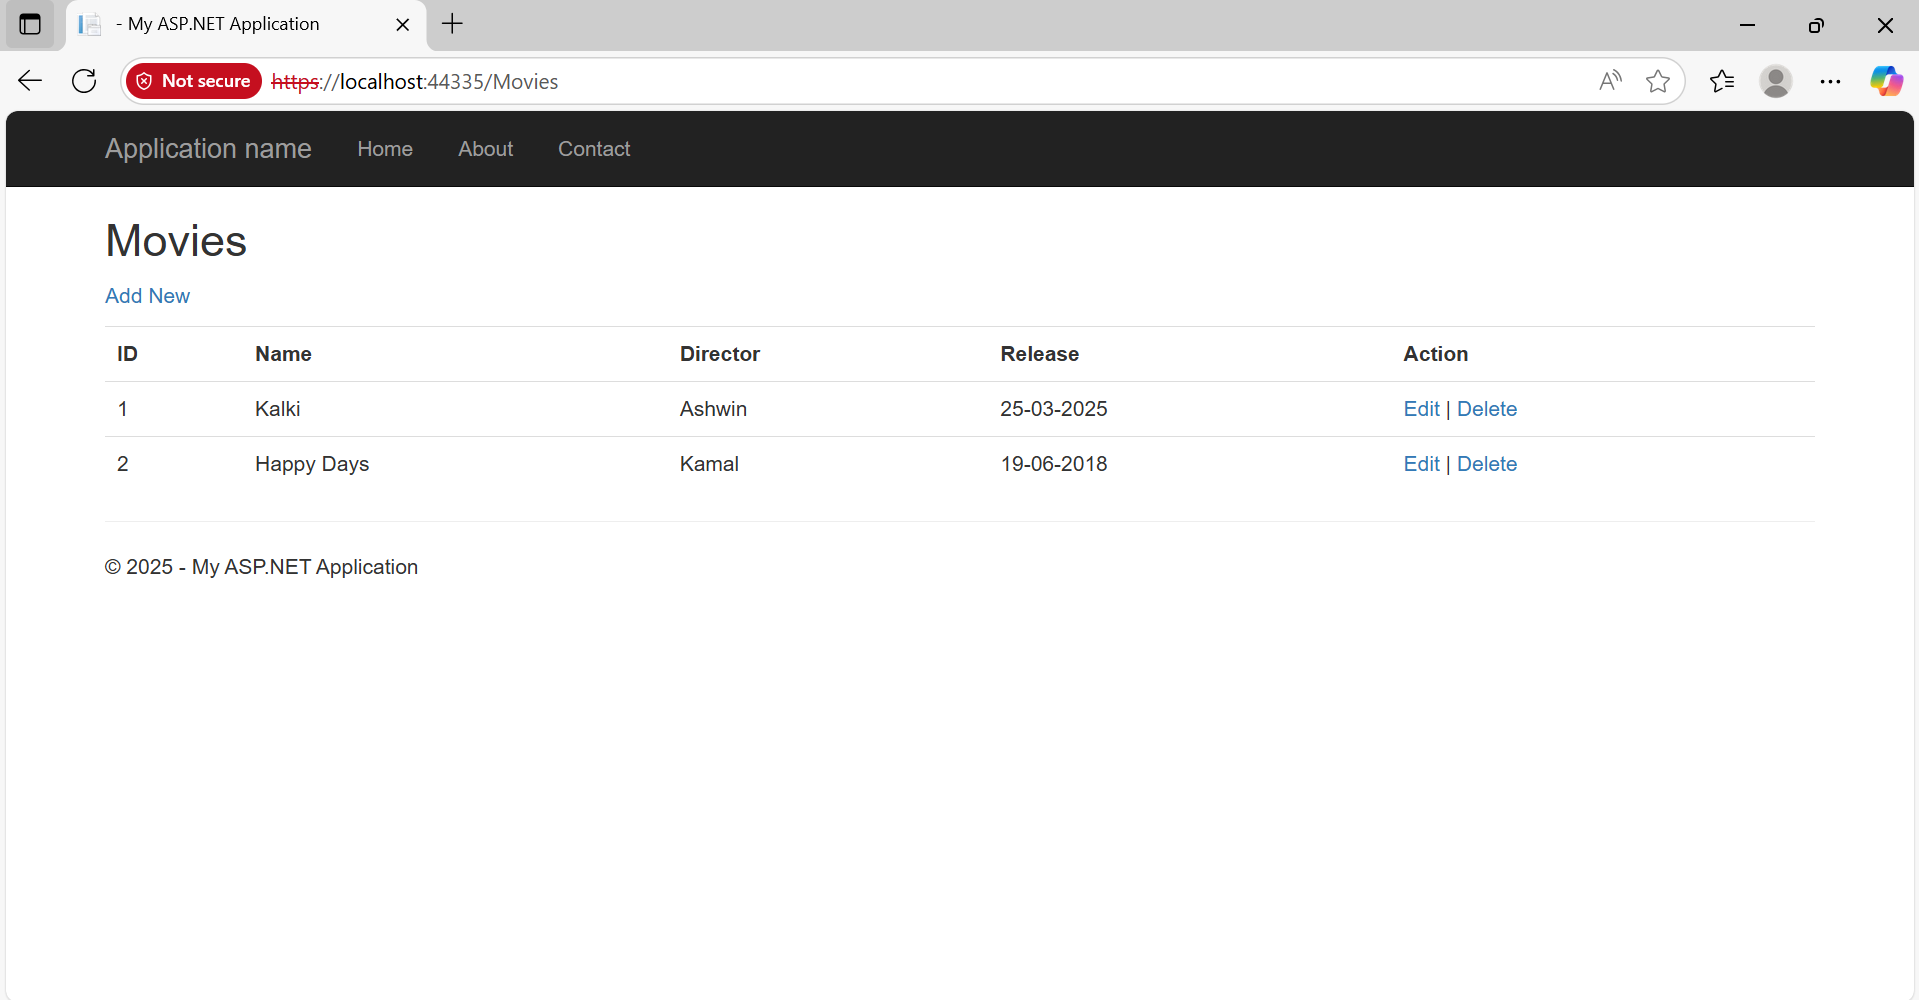 - My ASP.NET Application
Not secure https://localhost:44335/Movies
Application name Home About Contact
Movies
Add New
ID Name Director Release Action
1 Kalki Ashwin 25-03-2025 Edit | Delete
2 Happy Days Kamal 19-06-2018 Edit | Delete
© 2025 - My ASP.NET Application